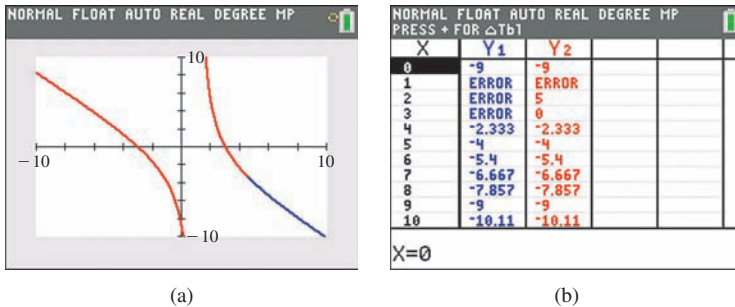 NORMAL FLOAT AUTO REAL DEGREE MP
10
-10
10
-10
(a)
NORMAL FLOAT AUTO REAL DEGREE MP
PRESS + FOR △Tbl
X Y1 Y2
0 -9 -9
1 ERROR ERROR
2 ERROR 5
3 ERROR 0
4 -2.333 -2.333
5 -4 -4
6 -5.4 -5.4
7 -6.667 -6.667
8 -7.857 -7.857
9 -9 -9
10 -10.11 -10.11
X=0
(b)